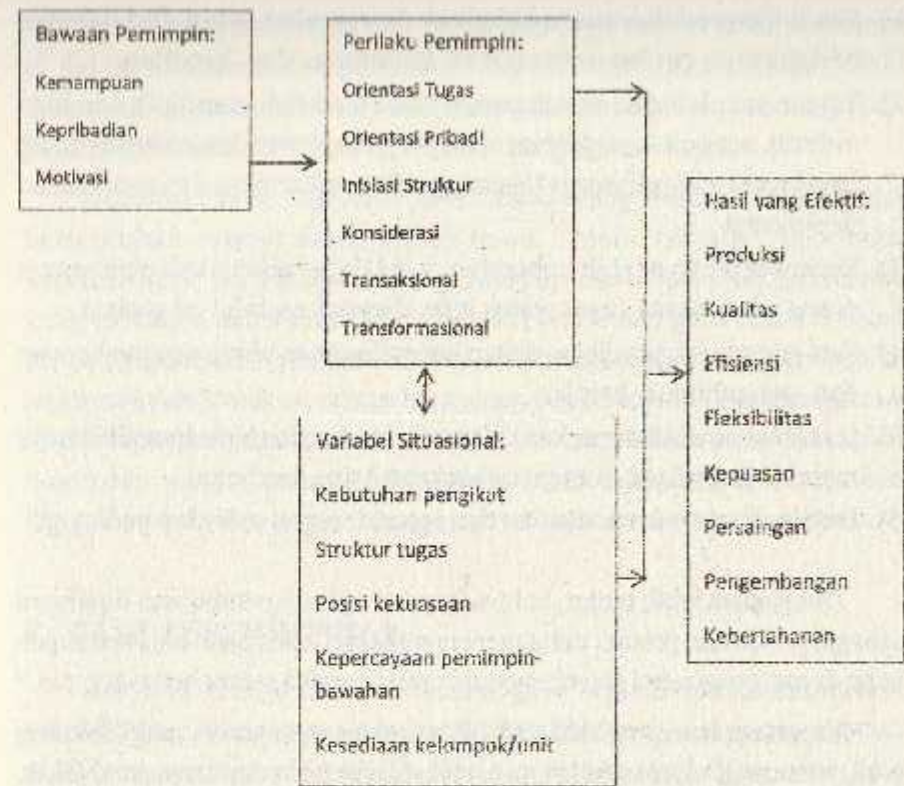 Bawaan Pemimpin:
Kemampuan
Kepribadian
Motivasi
Perilaku Pemimpin:
Orientasi Tugas
Orientasi Pribadi
Inisiasi Struktur
Konsiderasi
Transaksional
Transformasional
Variabel Situasional:
Kebutuhan pengikut
Struktur tugas
Posisi kekuasaan
Kepercayaan pemimpin-
bawahan
Kesediaan kelompok/unit
Hasil yang Efektif:
Produksi
Kualitas
Efisiensi
Fleksibilitas
Kepuasan
Persaingan
Pengembangan
Kebertahanan